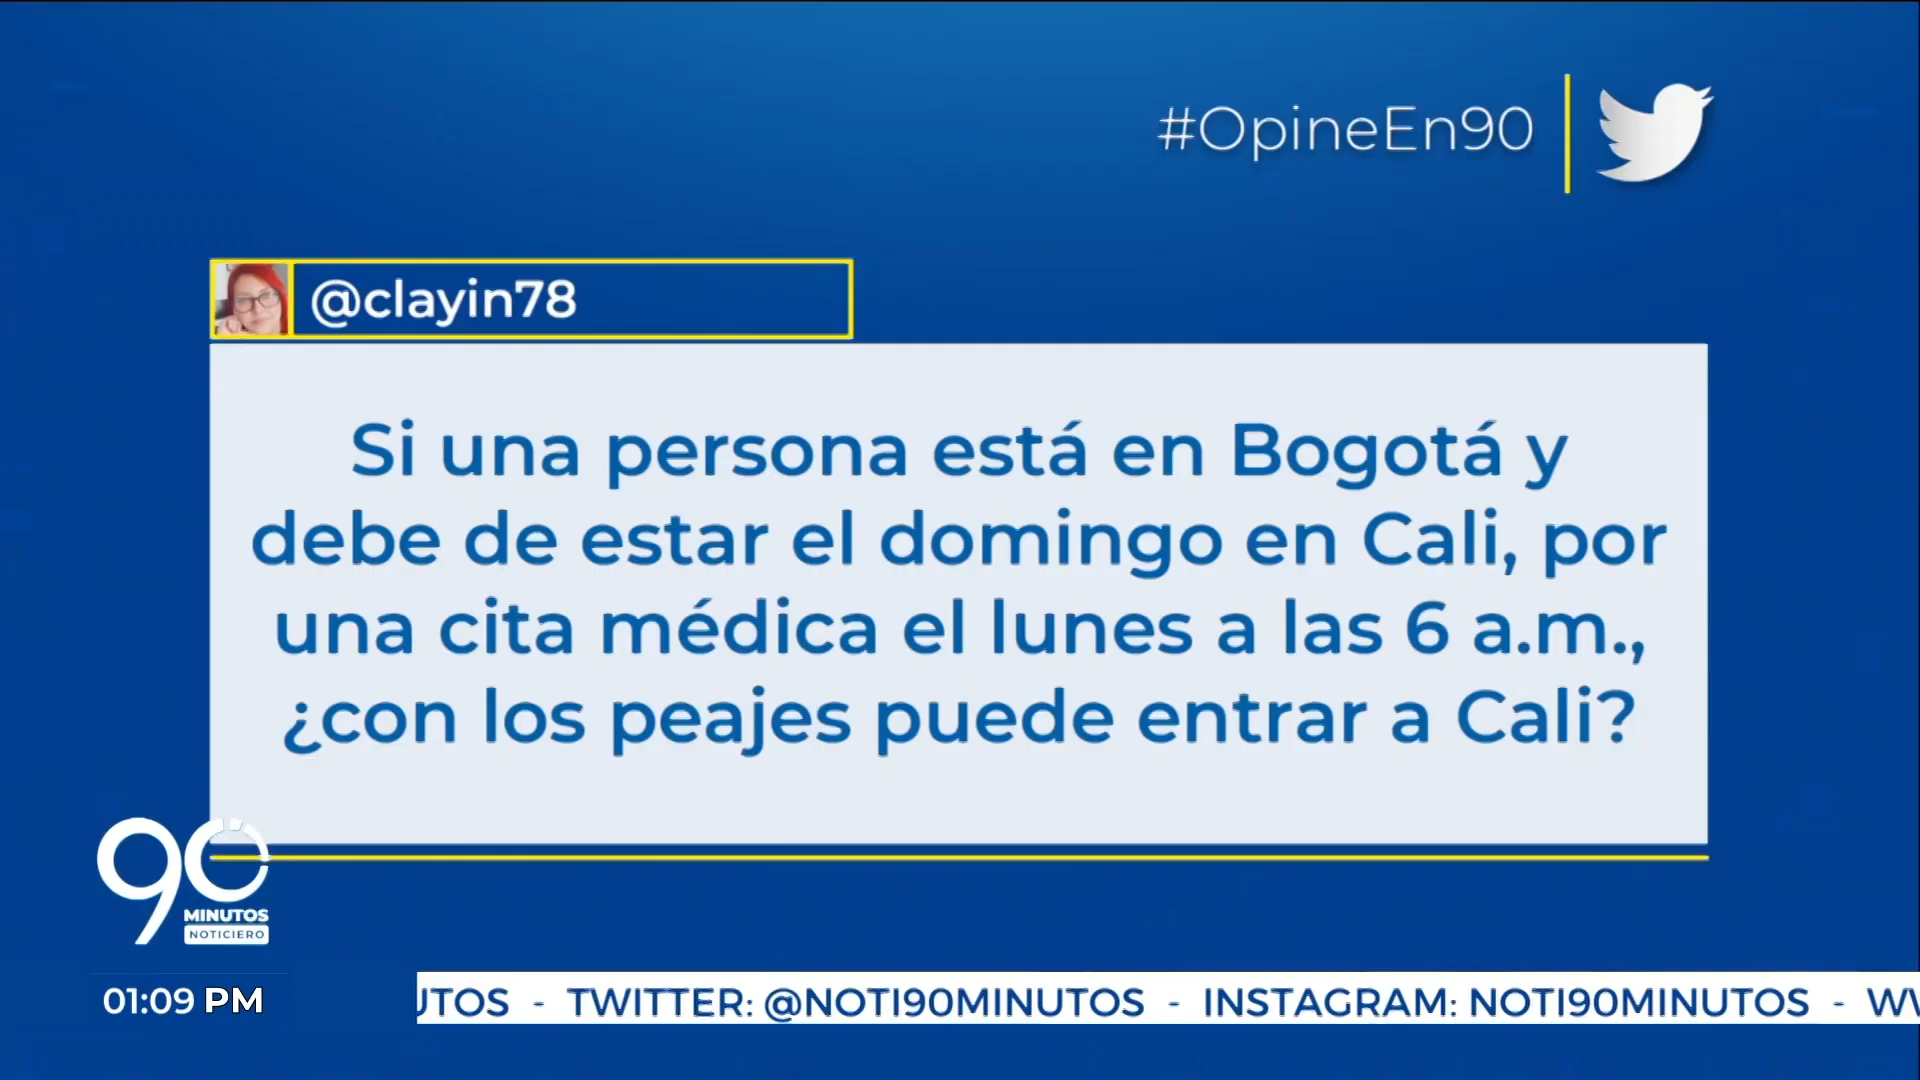 #OpineEn90
@clayin78
Si una persona está en Bogotá y
debe de estar el domingo en Cali, por
una cita médica el lunes a las 6 a.m.,
¿con los peajes puede entrar a Cali?
90
MINUTOS
NOTICIERO
01:09 PM
UTOS - TWITTER: @NOTI90MINUTOS - INSTAGRAM: NOTI90MINUTOS - W